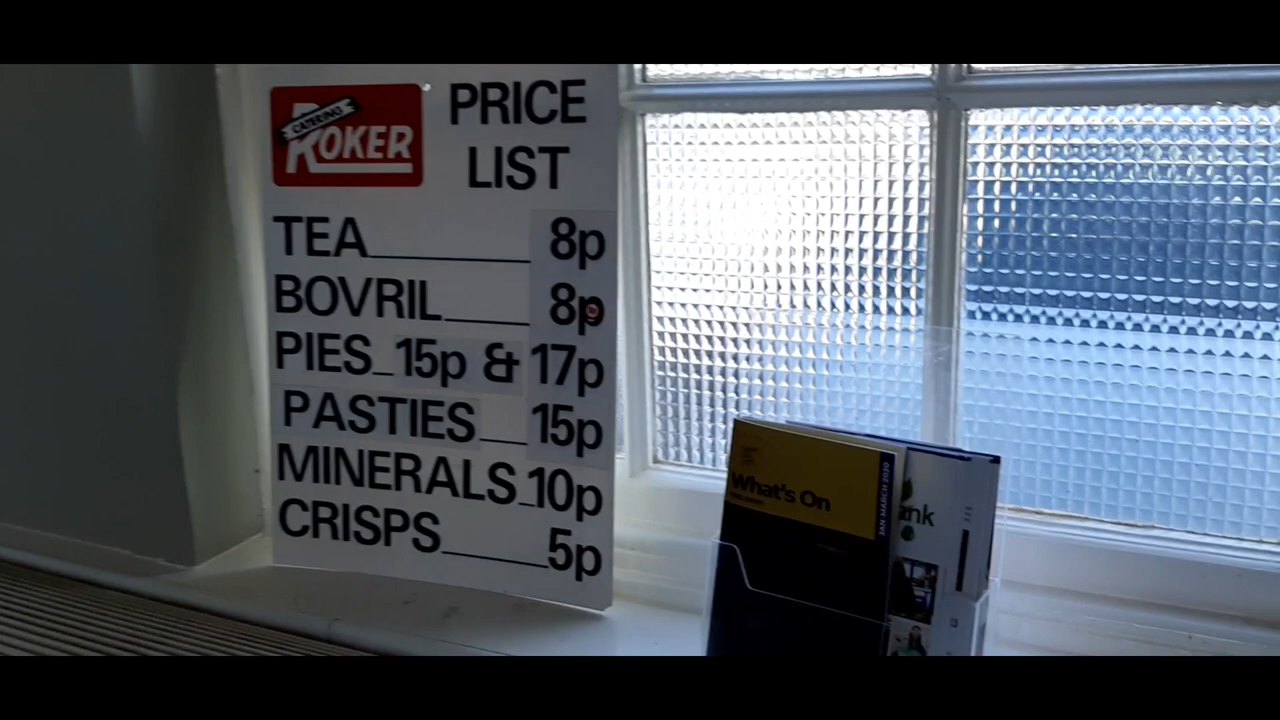 CATERING
ROKER
PRICE
LIST
TEA 8p
BOVRIL 8p
PIES 15p & 17p
PASTIES 15p
MINERALS 10p
CRISPS 5p
What's On
JAN MARCH 2020
ank